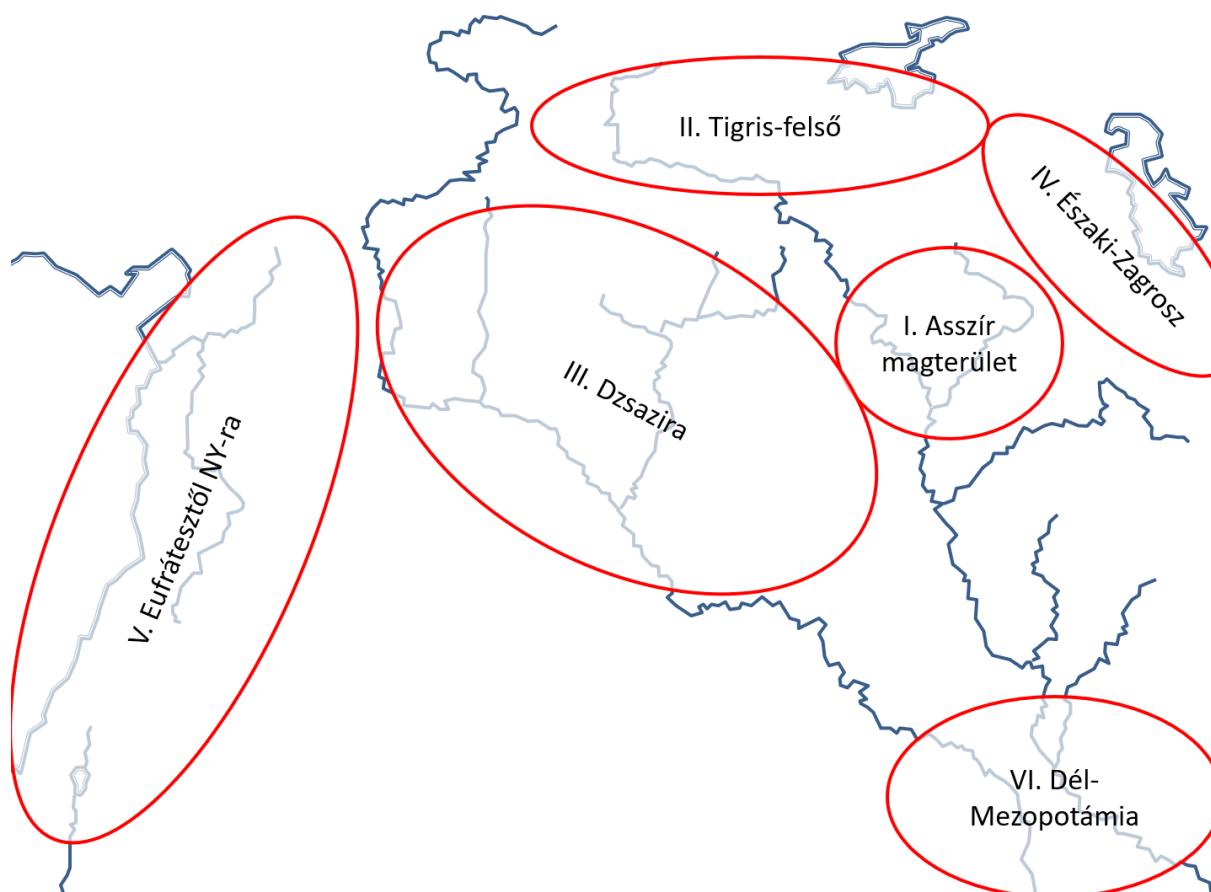 II. Tigris-felső
IV. Északi-Zagrosz
I. Asszír
magterület
III. Dzsazira
V. Eufrátesztől NY-ra
VI. Dél-
Mezopotámia